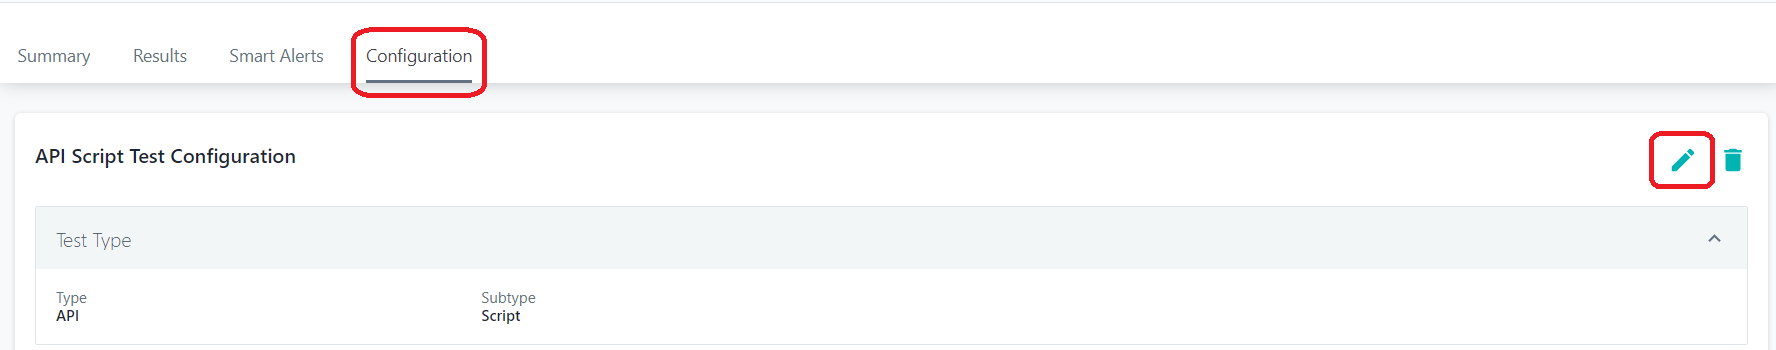 Summary Results Smart Alerts Configuration
API Script Test Configuration
Test Type
Type Subtype
API Script